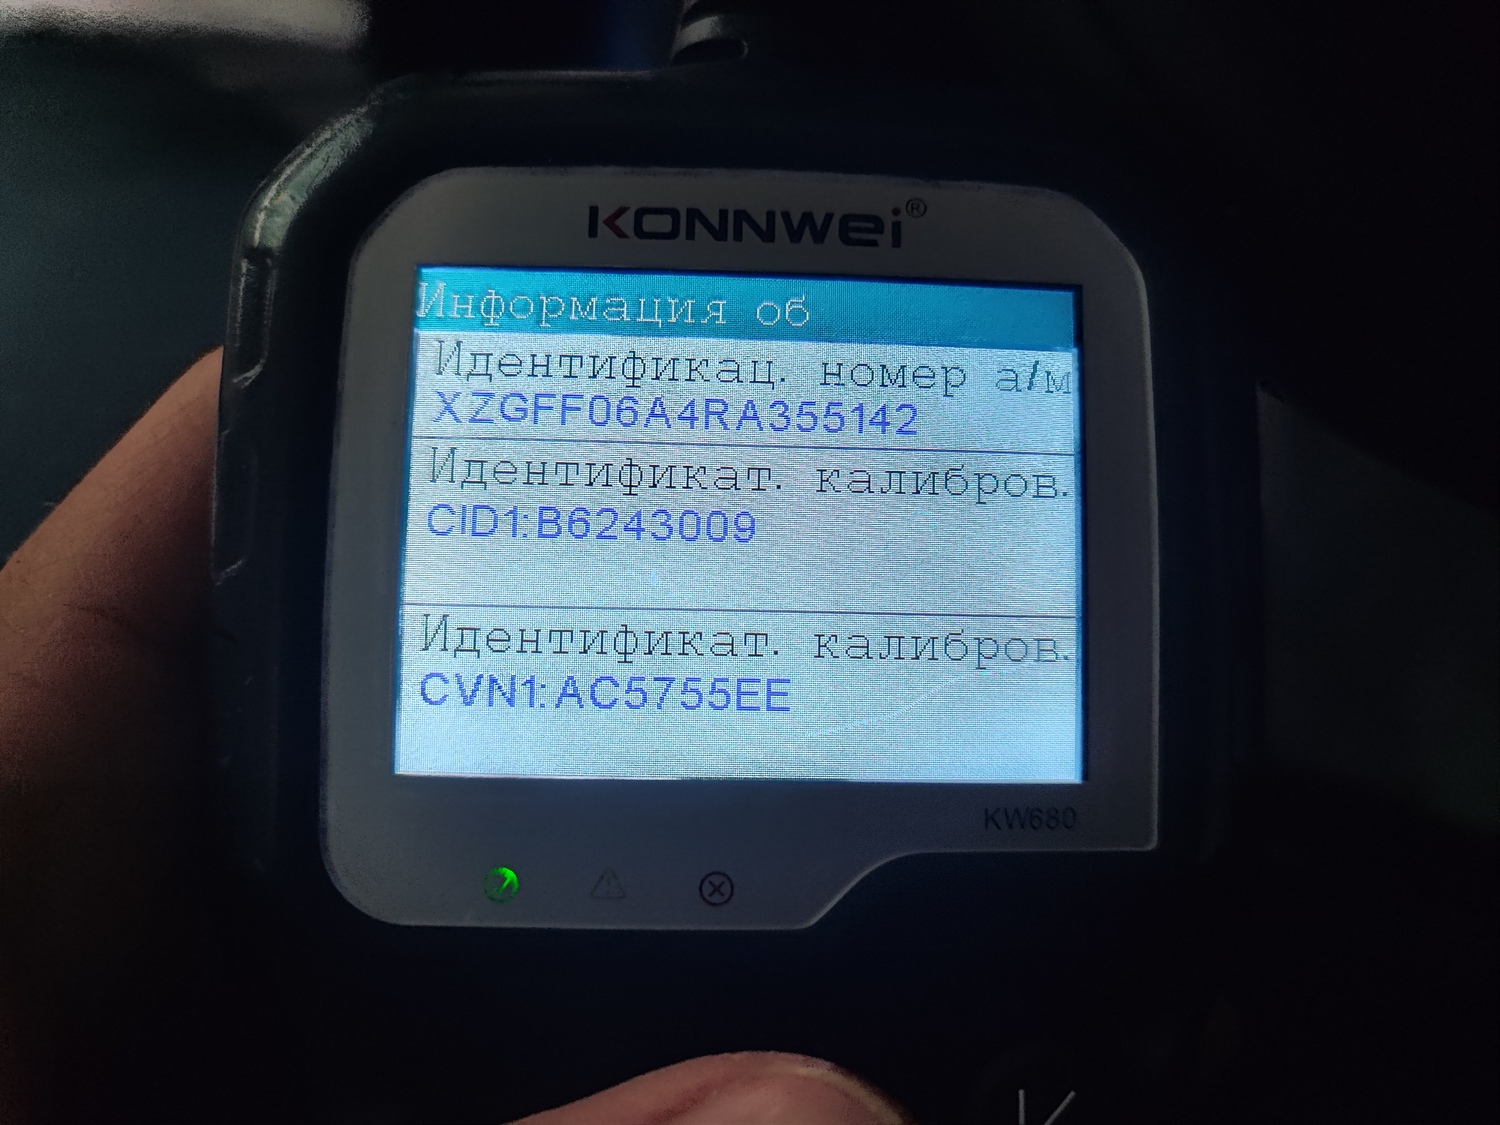 KONNWei®
Информация об
Идентификац. номер а/м
XZGFF06A4RA355142
Идентификат. калибров.
CID1:B6243009
Идентификат. калибров.
CVN1:AC5755EE
KW680